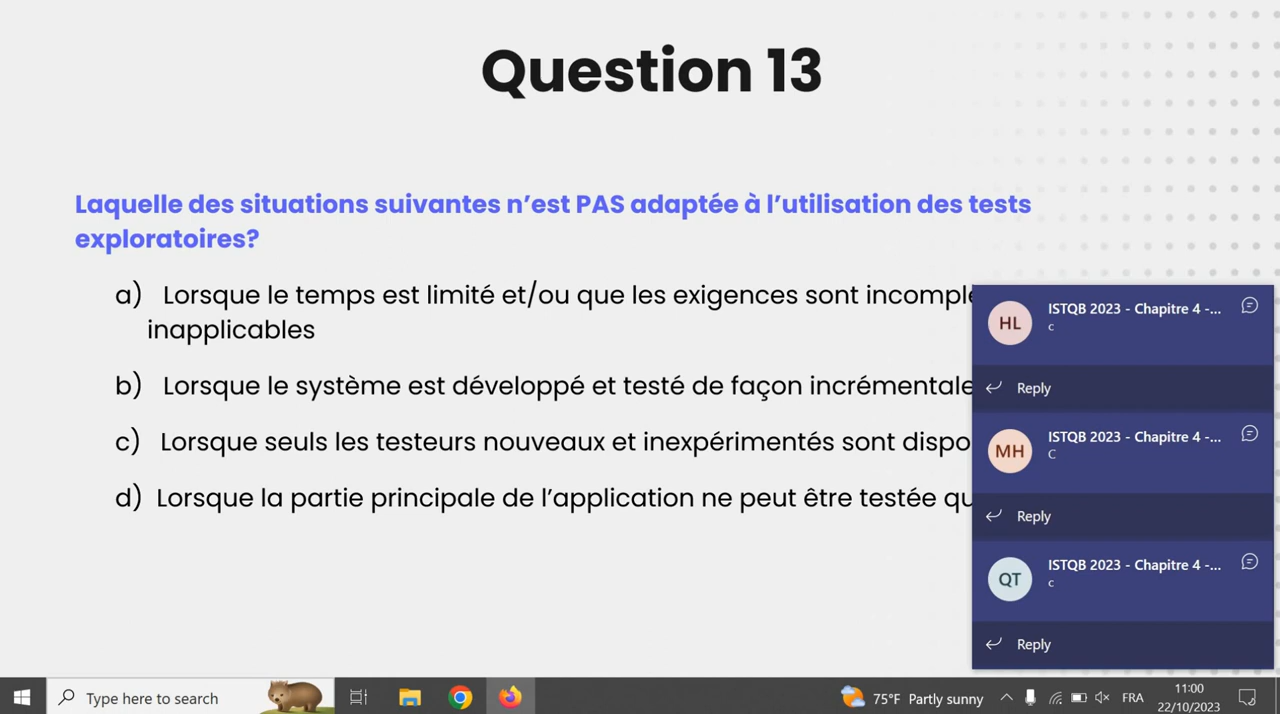 Question 13
Laquelle des situations suivantes n’est PAS adaptée à l’utilisation des tests
exploratoires?
a) Lorsque le temps est limité et/ou que les exigences sont
inapplicables
b) Lorsque le système est développé et testé de façon incrémentale
c) Lorsque seuls les testeurs nouveaux et inexpérimentés sont
d) Lorsque la partie principale de l’application ne peut être testée
HL
ISTQB 2023 - Chapitre 4 -...
c
Reply
MH
ISTQB 2023 - Chapitre 4 -...
C
Reply
QT
ISTQB 2023 - Chapitre 4 -...
c
Reply
Type here to search
75°F Partly sunny
FRA
11:00
22/10/2023